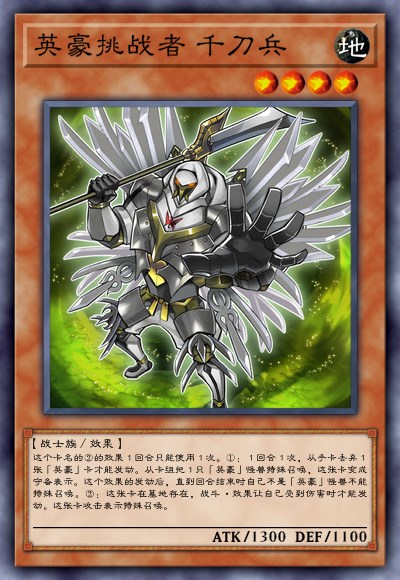 英豪挑战者 千刀兵
地
【战士族/效果】
这个卡名的②的效果1回合只能使用1次。①：1回合1次，从手卡丢弃1
张「英豪」卡才能发动。从卡组把1只「英豪」怪兽特殊召唤，这张卡变成
守备表示。这个效果的发动后，直到回合结束时自己不是「英豪」怪兽不能
特殊召唤。②：这张卡在墓地存在，战斗·效果让自己受到伤害时才能发
动。这张卡攻击表示特殊召唤。
ATK/1300 DEF/1100